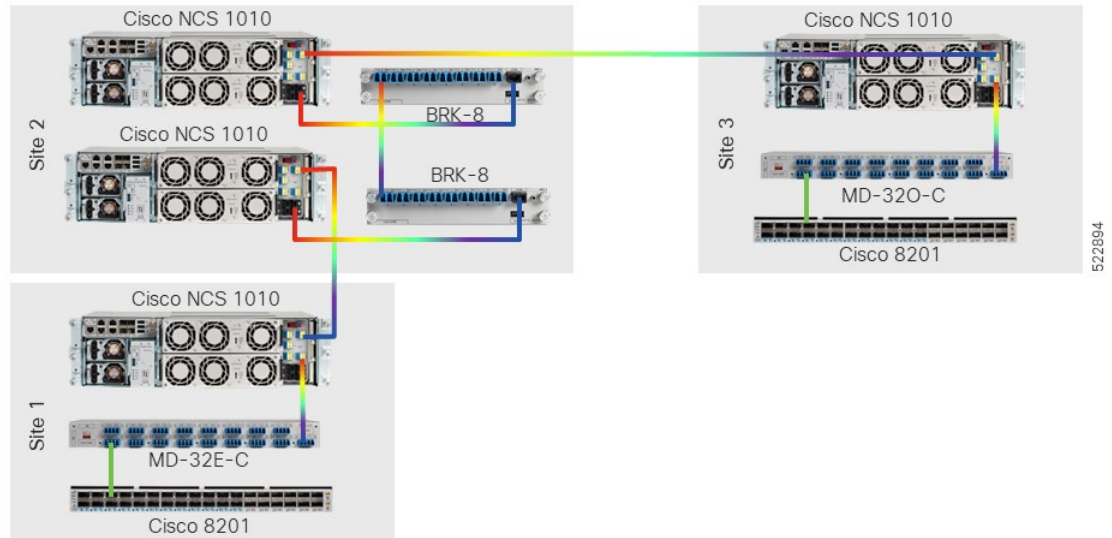 Cisco NCS 1010
BRK-8
Cisco NCS 1010
BRK-8
Site 2
Cisco NCS 1010
MD-32O-C
Cisco 8201
Site 3
Cisco NCS 1010
MD-32E-C
Cisco 8201
Site 1
522894